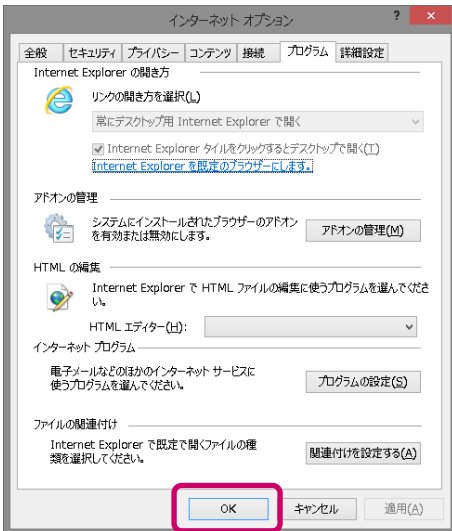 インターネット オプション
? ×
全般 セキュリティ プライバシー コンテンツ 接続 プログラム 詳細設定
Internet Explorer の開き方
リンクの開き方を選択(L)
常にデスクトップ用 Internet Explorer で開く
Internet Explorer タイルをクリックするとデスクトップで開く(T)
Internet Explorer を既定のブラウザーにします。
アドオンの管理
システムにインストールされたブラウザーのアドオン
を有効または無効にします。
アドオンの管理(M)
HTML の編集
Internet Explorer で HTML ファイルの編集に使うプログラムを選んでくださ
い。
HTML エディター(H):
インターネット プログラム
電子メールなどのほかのインターネット サービスに
使うプログラムを選んでください。
プログラムの設定(S)
ファイルの関連付け
Internet Explorer で既定で開くファイルの種
類を選択してください。
関連付けを設定する(A)
OK キャンセル 適用(A)